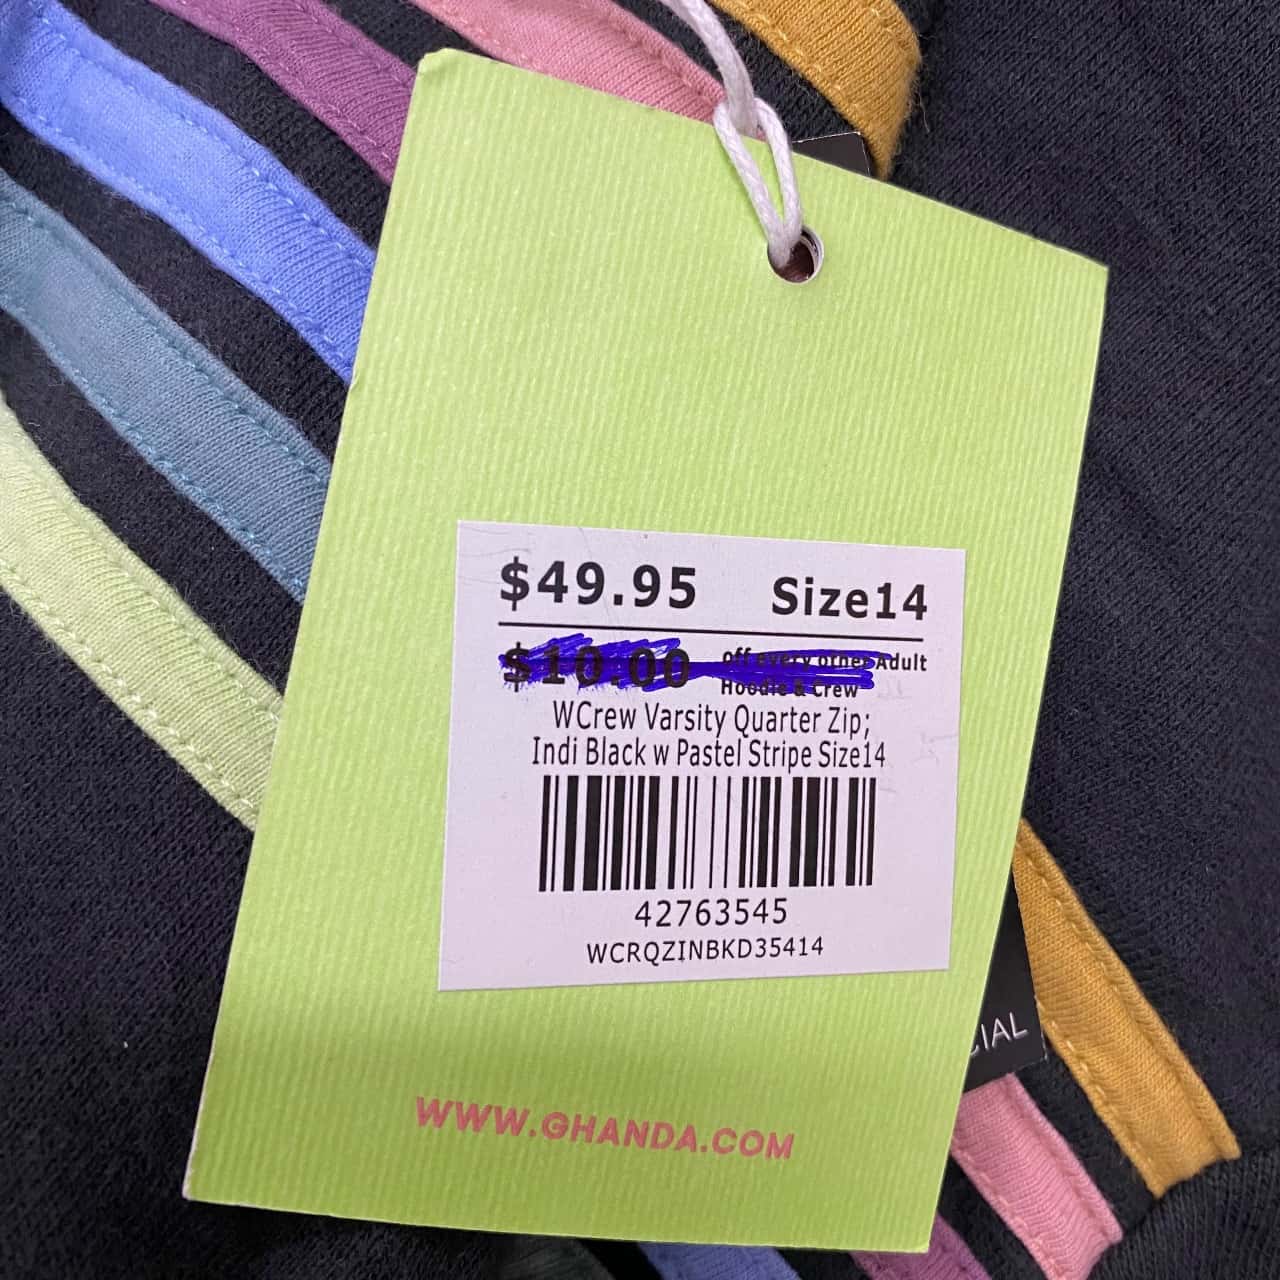 $49.95 Size14
$10.00 off every other Adult
Hoodie & Crew
WCrew Varsity Quarter Zip;
Indi Black w Pastel Stripe Size14
42763545
WCRQZINBKD35414
CIAL
WWW.GHANDA.COM